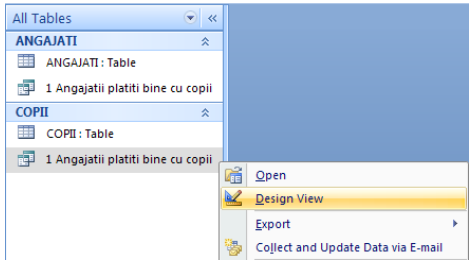 All Tables
ANGAJATI
ANGAJATI : Table
1 Angajatii platiti bine cu copii
COPII
COPII : Table
1 Angajatii platiti bine cu copii
Open
Design View
Export
Collect and Update Data via E-mail